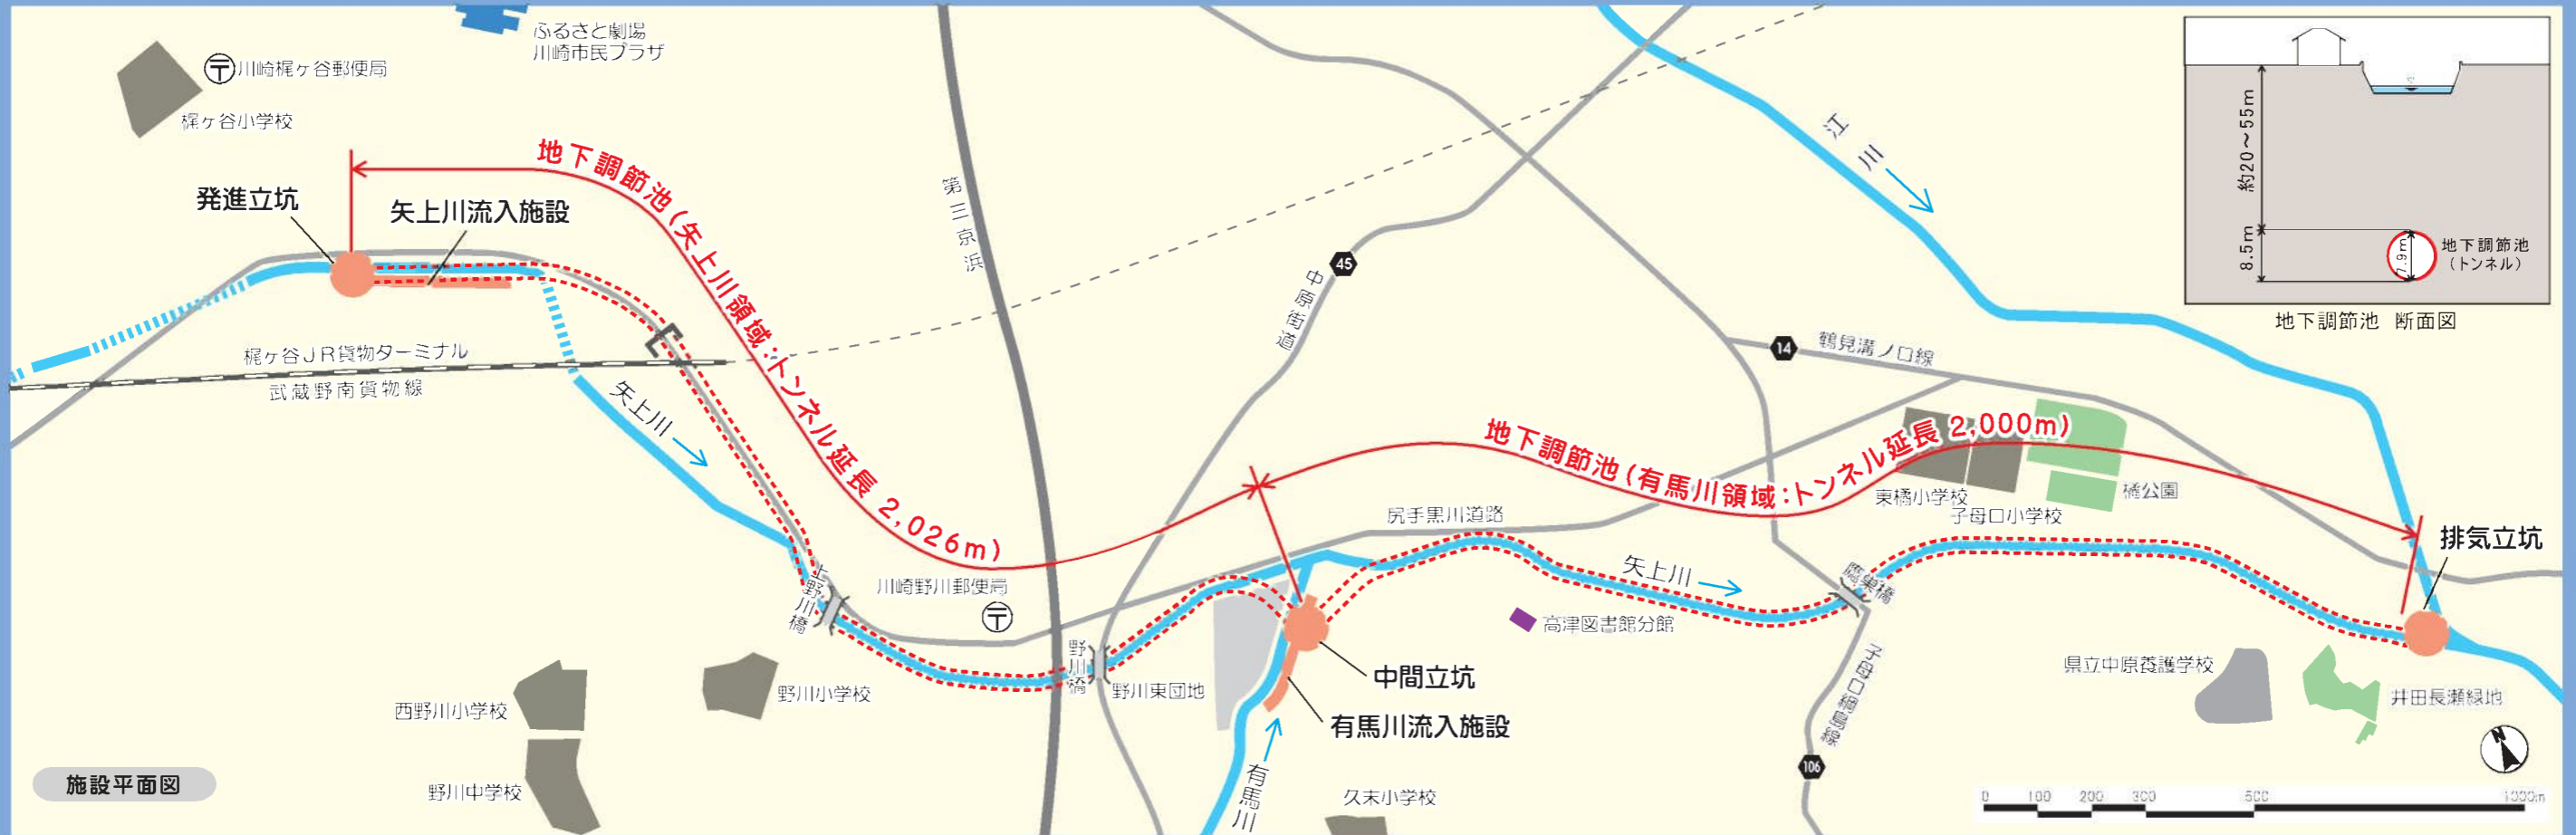 ふるさと劇場
川崎市民プラザ
川崎梶ヶ谷郵便局
梶ヶ谷小学校
発進立坑
矢上川流入施設
地下調節池(矢上川領域:トンネル延長 2,026m)
第三京浜
中原街道
45
江川
約20~55m
8.5m
7.9m
地下調節池
(トンネル)
地下調節池 断面図
梶ヶ谷JR貨物ターミナル
武蔵野南貨物線
矢上川
14
鶴見溝ノ口線
地下調節池(有馬川領域:トンネル延長 2,000m)
東橘小学校
子母口小学校
橘公園
尻手黒川道路
排気立坑
上野川橋
川崎野川郵便局
矢上川
鷹巣橋
高津図書館分館
野川橋
野川東団地
中間立坑
有馬川流入施設
子母口綱島線
県立中原養護学校
井田長瀬緑地
西野川小学校
野川小学校
野川中学校
有馬川
久末小学校
106
施設平面図
N
0 100 200 300 500 1000m